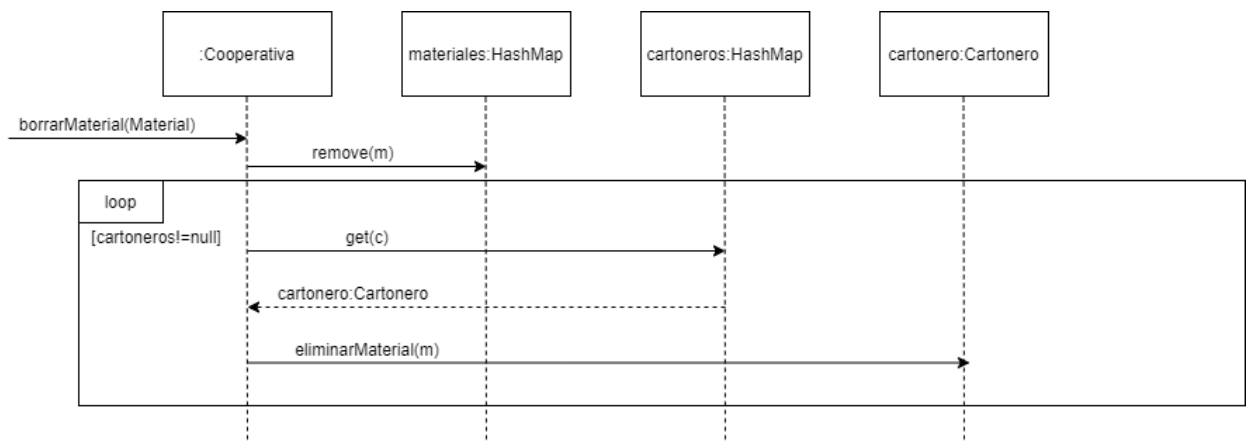 :Cooperativa
materiales:HashMap
cartoneros:HashMap
cartonero:Cartonero
borrarMaterial(Material)
remove(m)
loop
[cartoneros!=null]
get(c)
cartonero:Cartonero
eliminarMaterial(m)